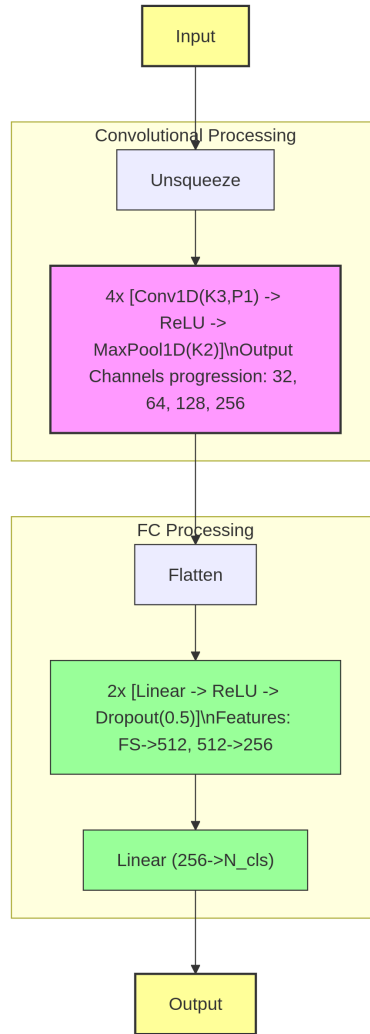 Input
Convolutional Processing
Unsqueeze
4x [Conv1D(K3,P1) ->
ReLU ->
MaxPool1D(K2)]\nOutput
Channels progression: 32,
64, 128, 256
FC Processing
Flatten
2x [Linear -> ReLU ->
Dropout(0.5)]\nFeatures:
FS->512, 512->256
Linear (256->N_cls)
Output